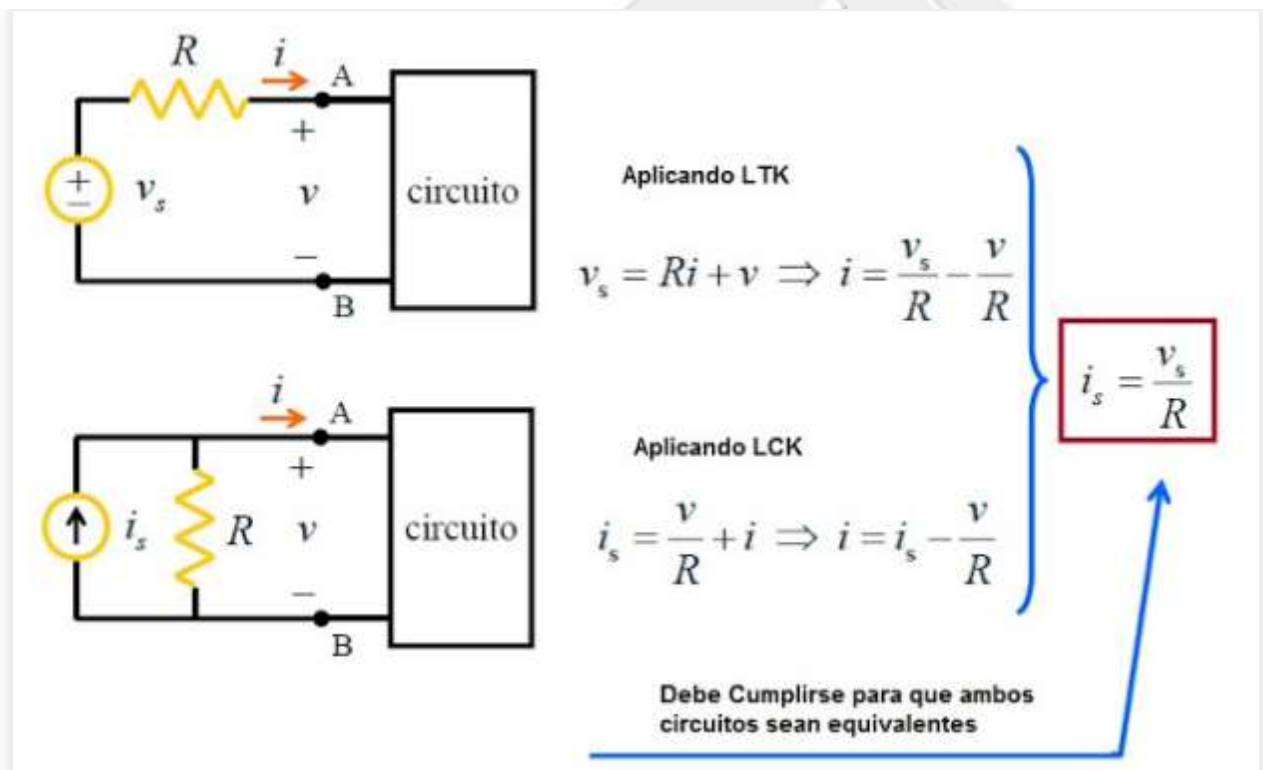 R
i
A
+
+
−
v_s
v
circuito
−
B
Aplicando LTK
v_s = Ri + v ⇒ i = v_s/R − v/R
i_s = v_s/R
i
A
+
i_s
R
v
circuito
−
B
Aplicando LCK
i_s = v/R + i ⇒ i = i_s − v/R
Debe Cumplirse para que ambos
circuitos sean equivalentes